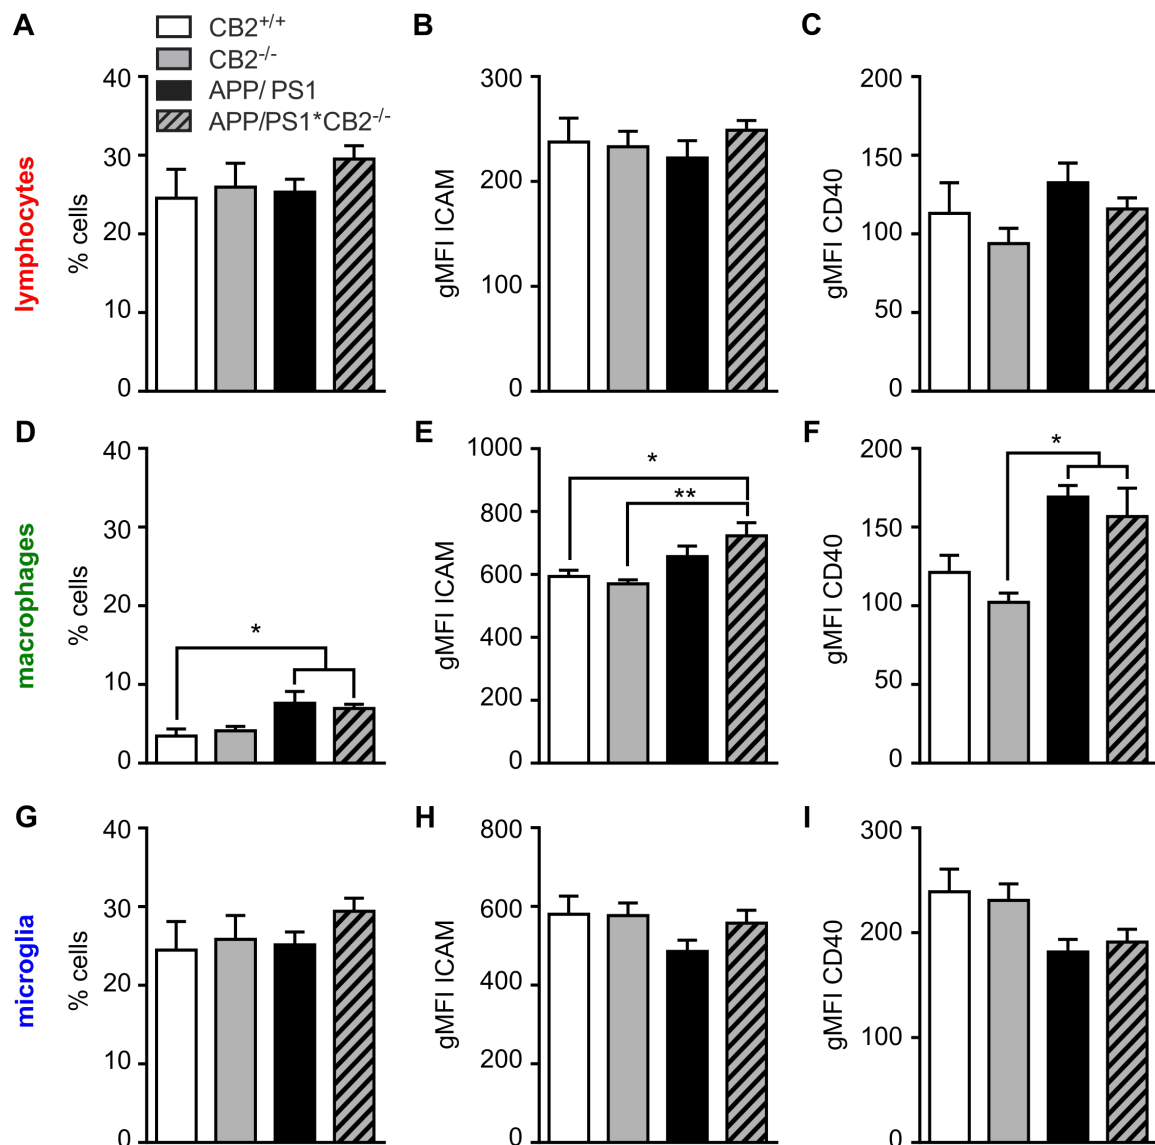 A
CB2+/+
CB2-/-
APP/ PS1
APP/PS1*CB2-/-
lymphocytes
% cells
40
30
20
10
0
B
gMFI ICAM
300
200
100
0
C
gMFI CD40
200
150
100
50
0
D
macrophages
% cells
40
30
20
10
0
*
E
gMFI ICAM
1000
800
600
400
200
0
*
**
F
gMFI CD40
200
150
100
50
0
*
G
microglia
% cells
40
30
20
10
0
H
gMFI ICAM
800
600
400
200
0
I
gMFI CD40
300
200
100
0